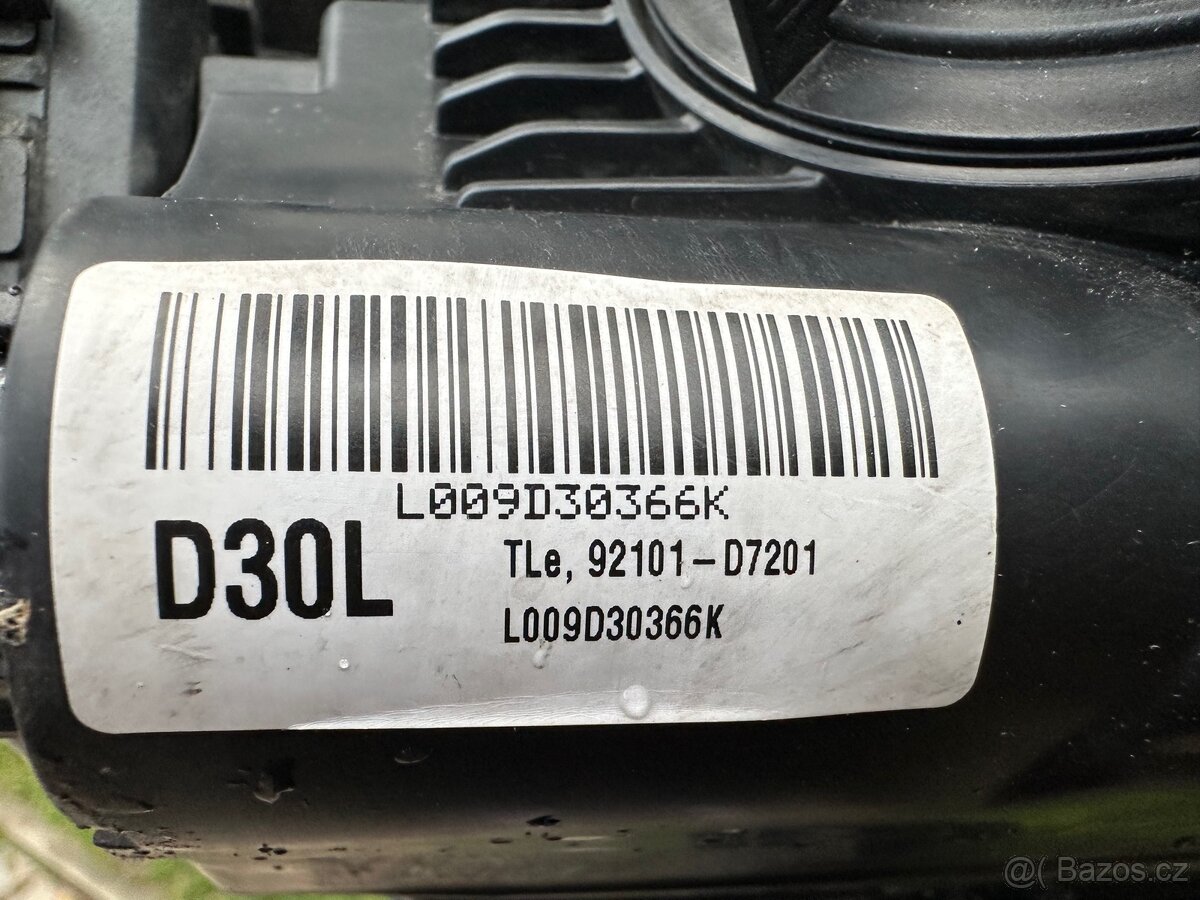 L009D30366K
D30L
TLe, 92101-D7201
L009D30366K
@( Bazos.cz